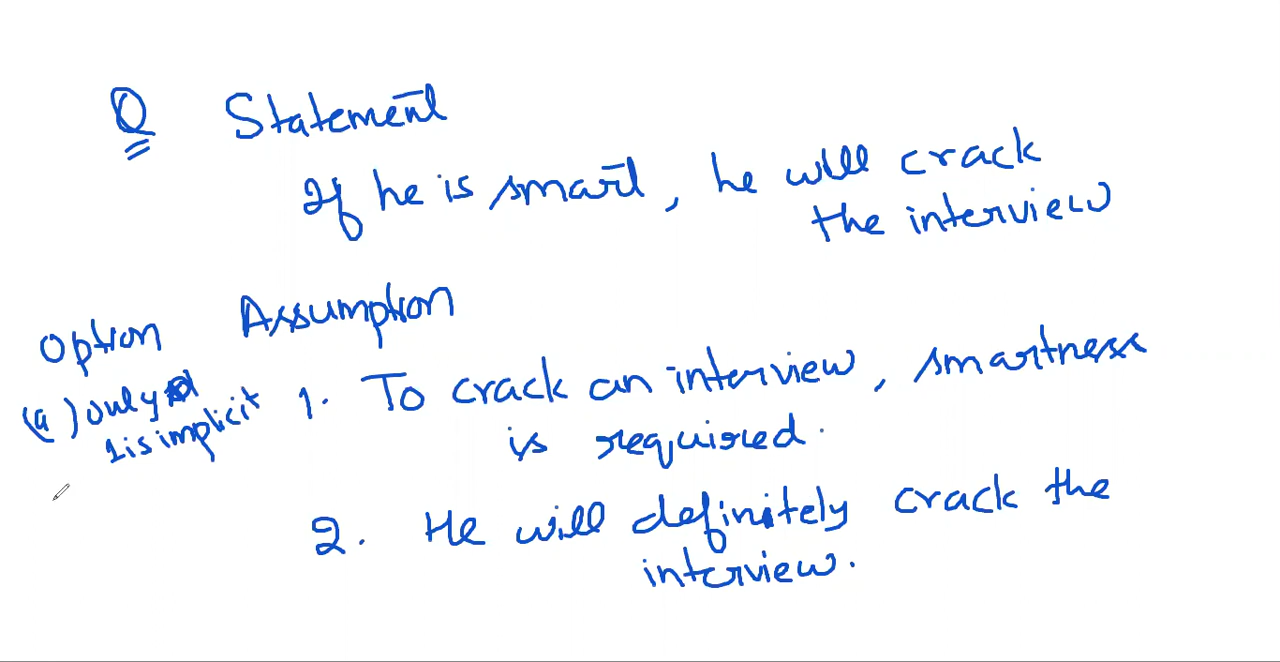 Q Statement
If he is smart, he will crack
the interview
Option Assumption
(a) only
1 is implicit
1. To crack an interview, smartness
is required.
2. He will definitely crack the
interview.